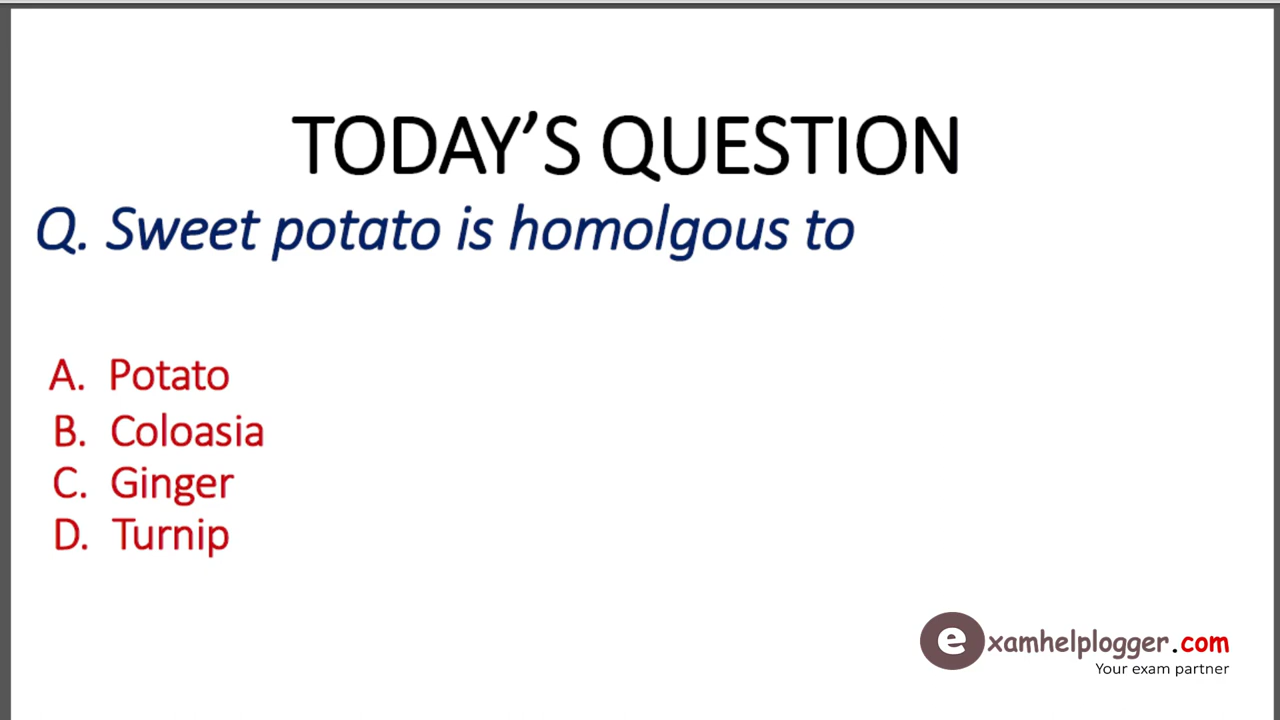 TODAY’S QUESTION
Q. Sweet potato is homolgous to
A. Potato
B. Coloasia
C. Ginger
D. Turnip
examhelplogger.com
Your exam partner